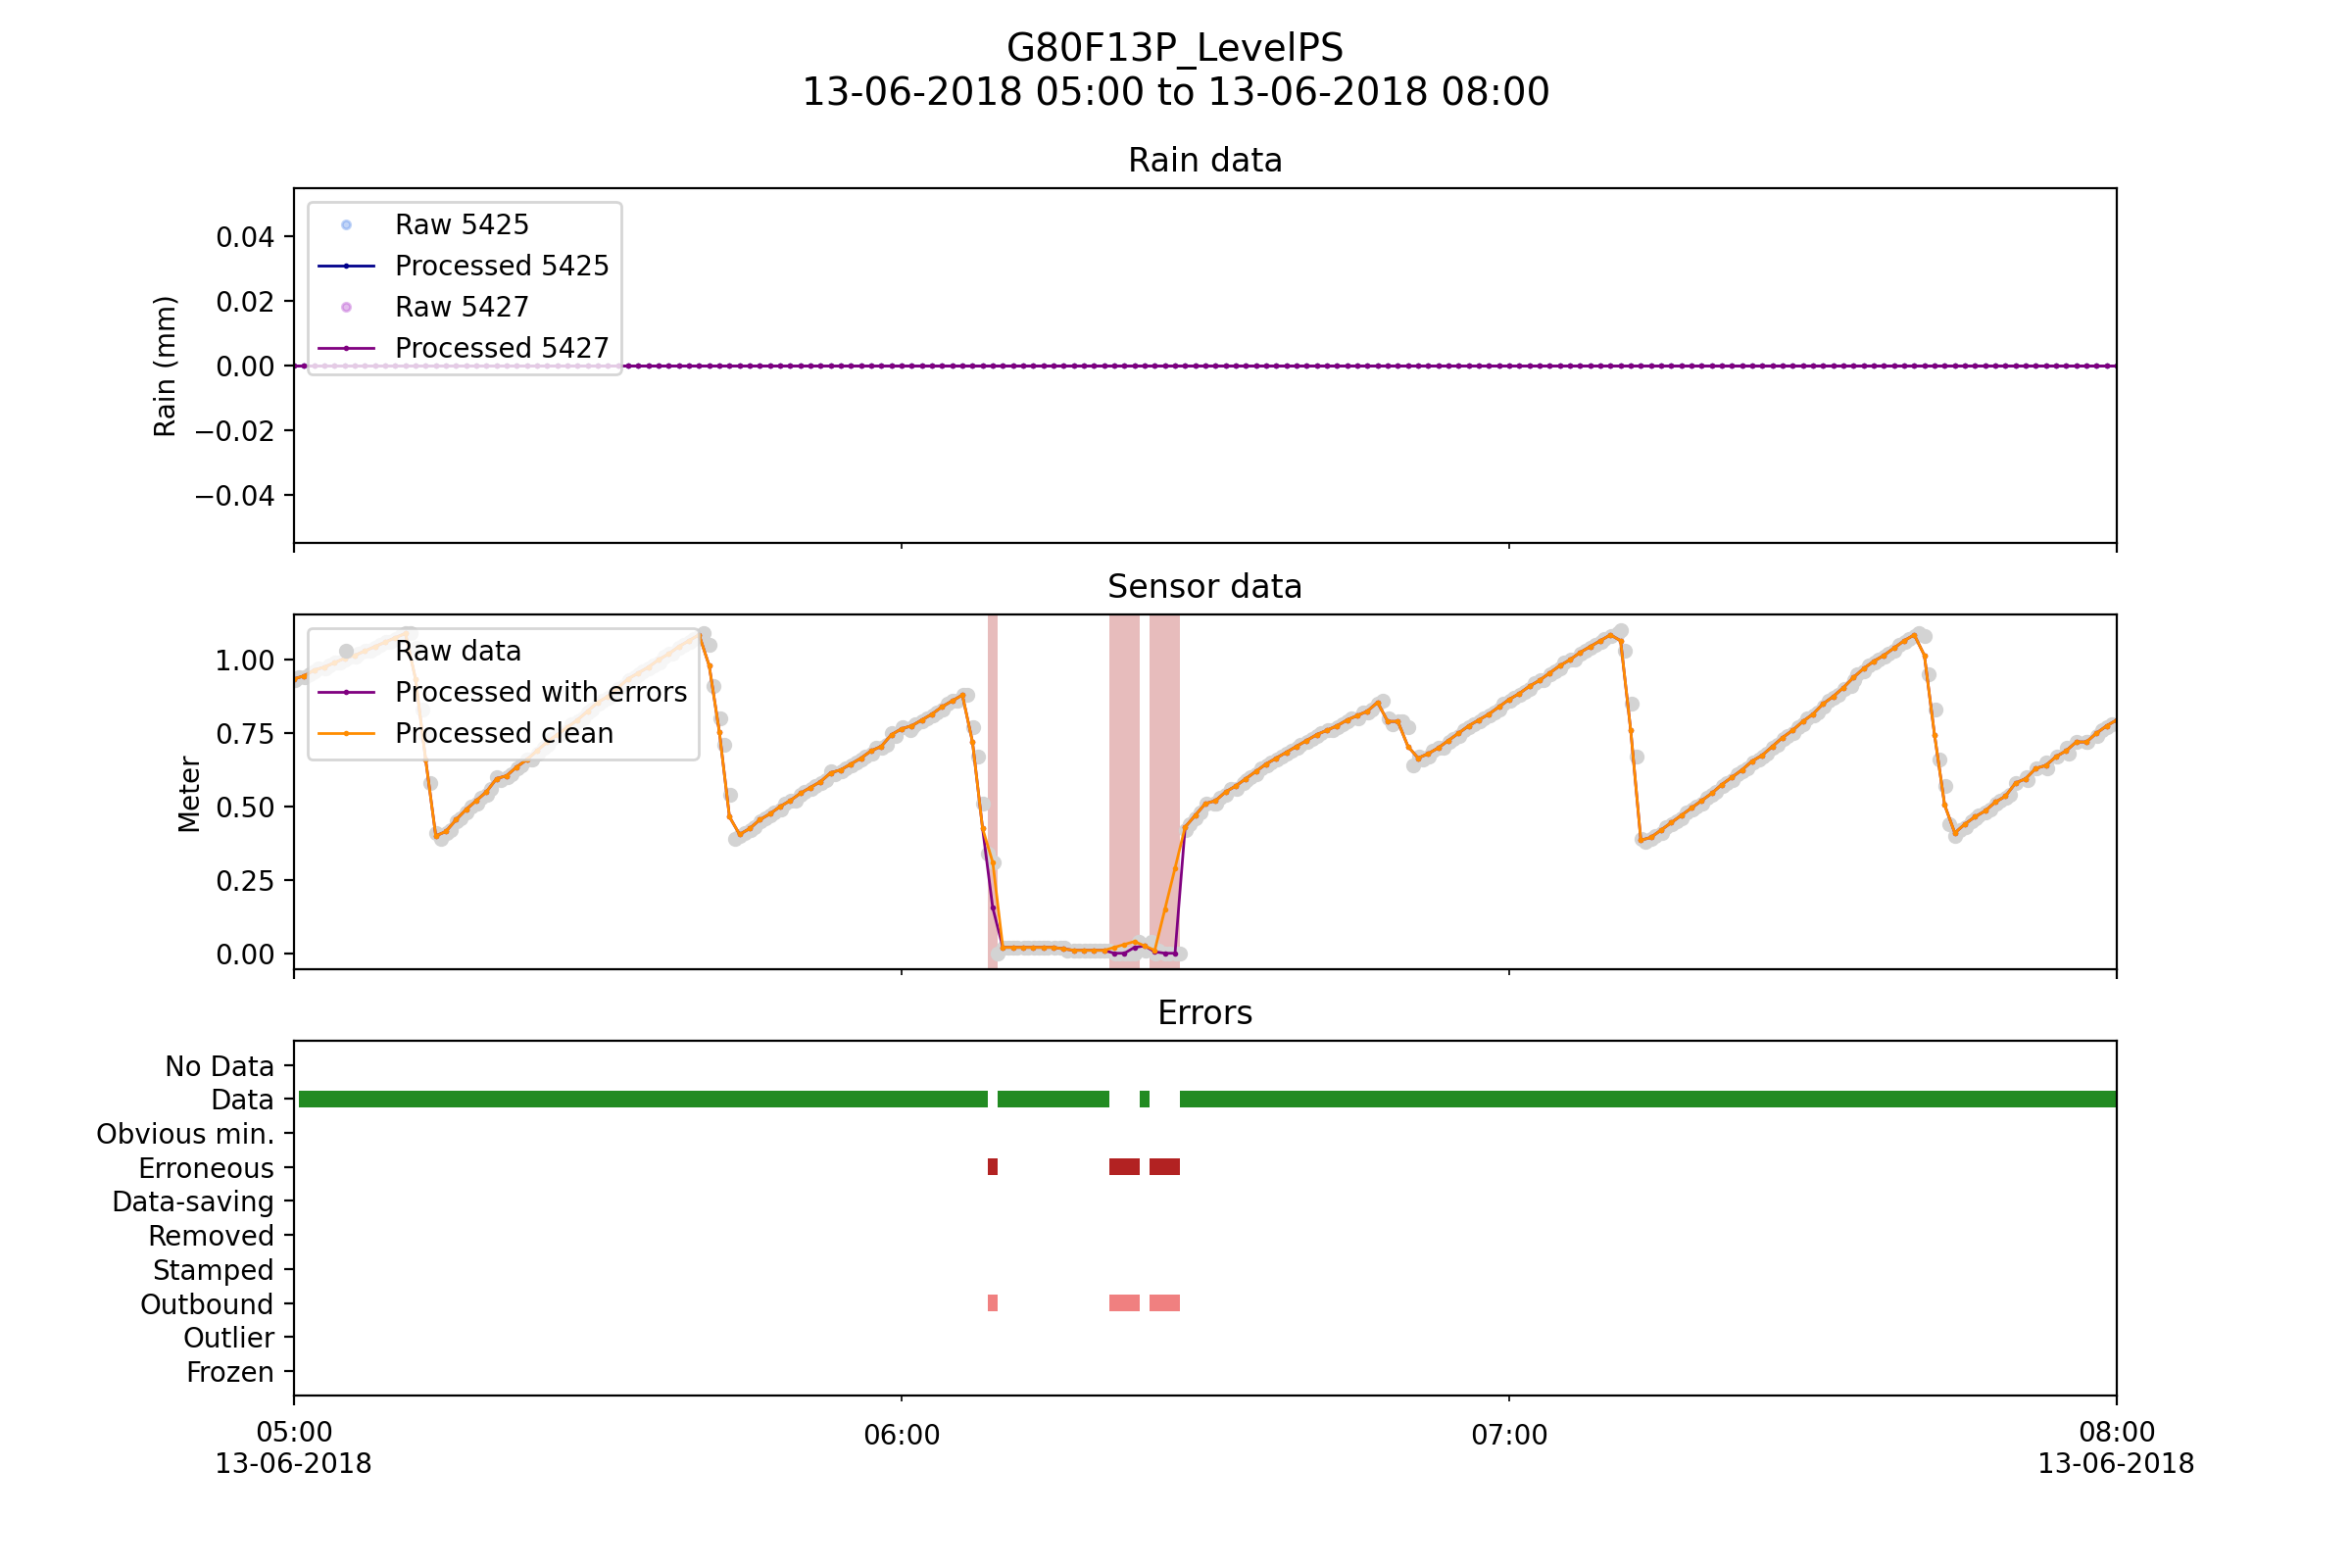 G80F13P_LevelPS
13-06-2018 05:00 to 13-06-2018 08:00
Rain data
Rain (mm)
0.04
0.02
0.00
−0.02
−0.04
Raw 5425
Processed 5425
Raw 5427
Processed 5427
Sensor data
Meter
1.00
0.75
0.50
0.25
0.00
Raw data
Processed with errors
Processed clean
Errors
No Data
Data
Obvious min.
Erroneous
Data-saving
Removed
Stamped
Outbound
Outlier
Frozen
05:00
13-06-2018
06:00
07:00
08:00
13-06-2018